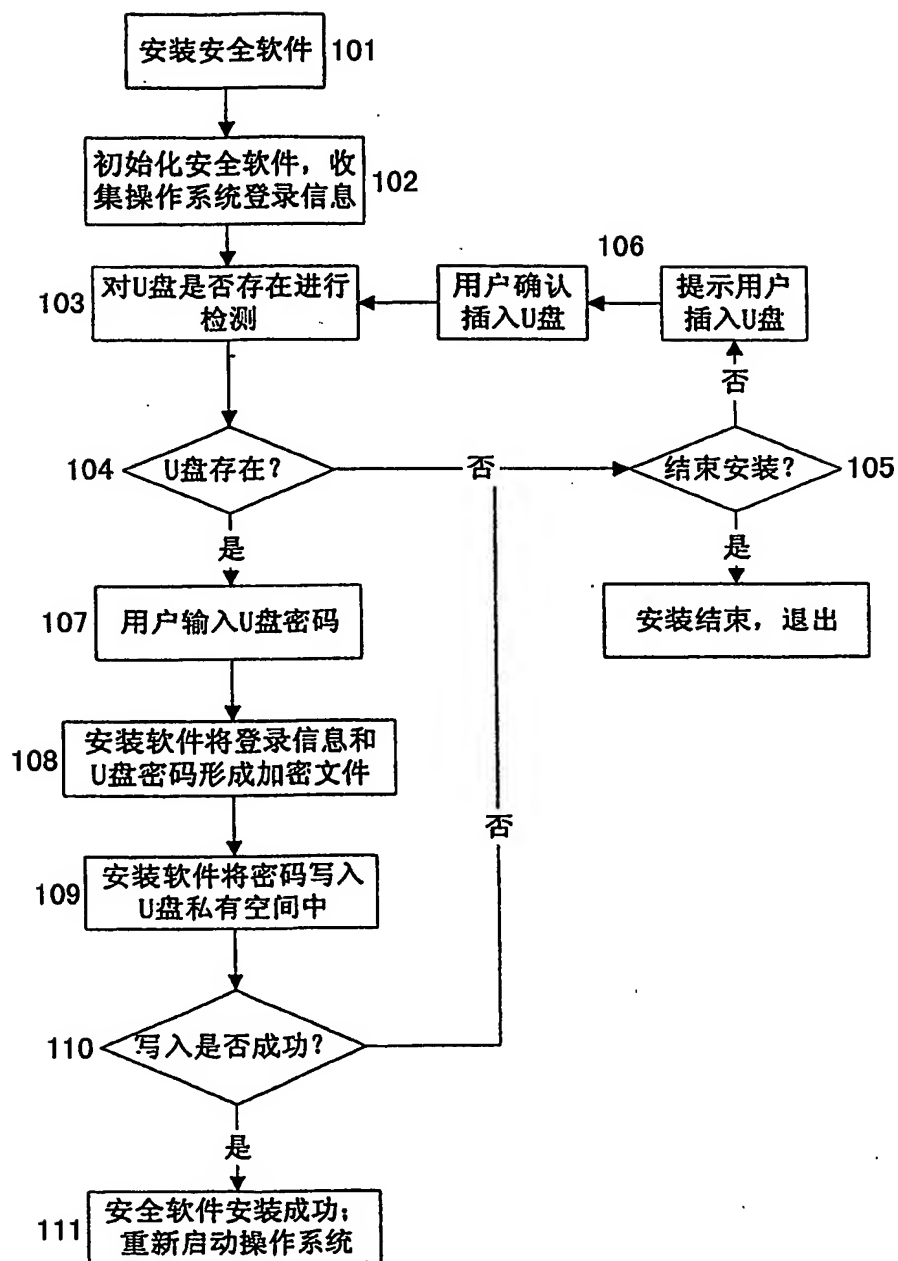 安装安全软件 101
初始化安全软件，收
集操作系统登录信息 102
106
103 对U盘是否存在进行
检测
用户确认
插入U盘
提示用户
插入U盘
否
104 U盘存在？
否
结束安装？ 105
是
是
107 用户输入U盘密码
安装结束，退出
108 安装软件将登录信息和
U盘密码形成加密文件
否
109 安装软件将密码写入
U盘私有空间中
110 写入是否成功？
是
111 安全软件安装成功；
重新启动操作系统